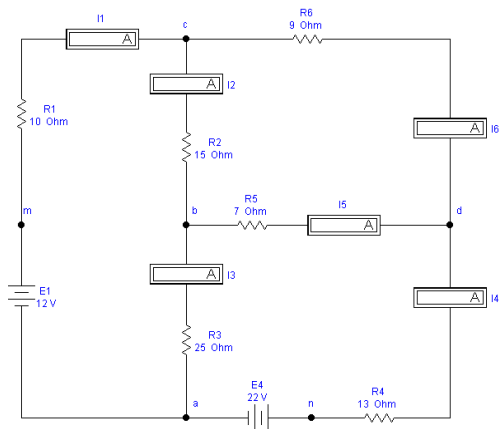 I1
A
c
R6
9 Ohm
A
I2
R1
10 Ohm
A
I6
R2
15 Ohm
m
b
R5
7 Ohm
I5
A
d
A
I3
E1
12 V
A
I4
R3
25 Ohm
a
E4
22 V
n
R4
13 Ohm